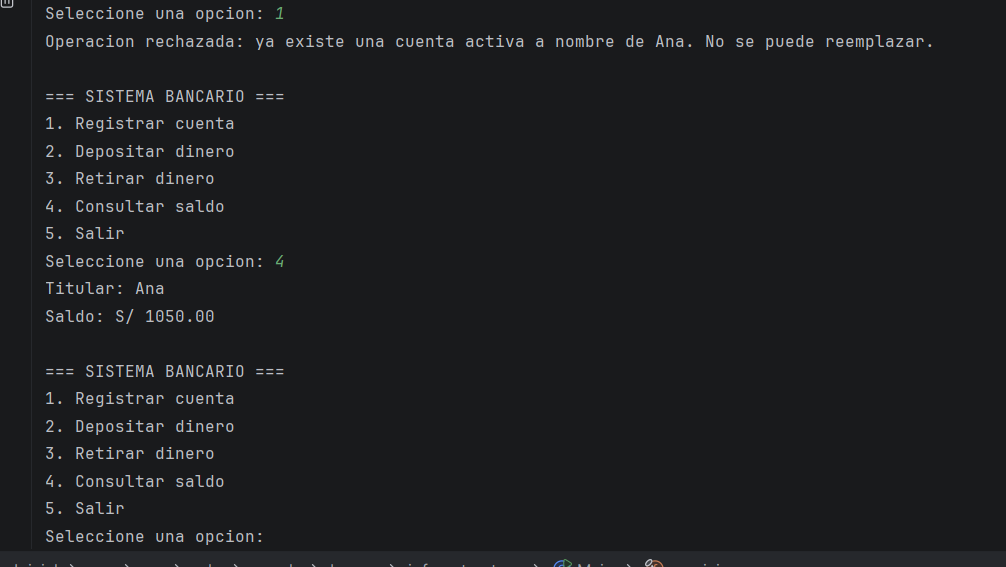 Seleccione una opcion: 1
Operacion rechazada: ya existe una cuenta activa a nombre de Ana. No se puede reemplazar.
=== SISTEMA BANCARIO ===
1. Registrar cuenta
2. Depositar dinero
3. Retirar dinero
4. Consultar saldo
5. Salir
Seleccione una opcion: 4
Titular: Ana
Saldo: S/ 1050.00
=== SISTEMA BANCARIO ===
1. Registrar cuenta
2. Depositar dinero
3. Retirar dinero
4. Consultar saldo
5. Salir
Seleccione una opcion: